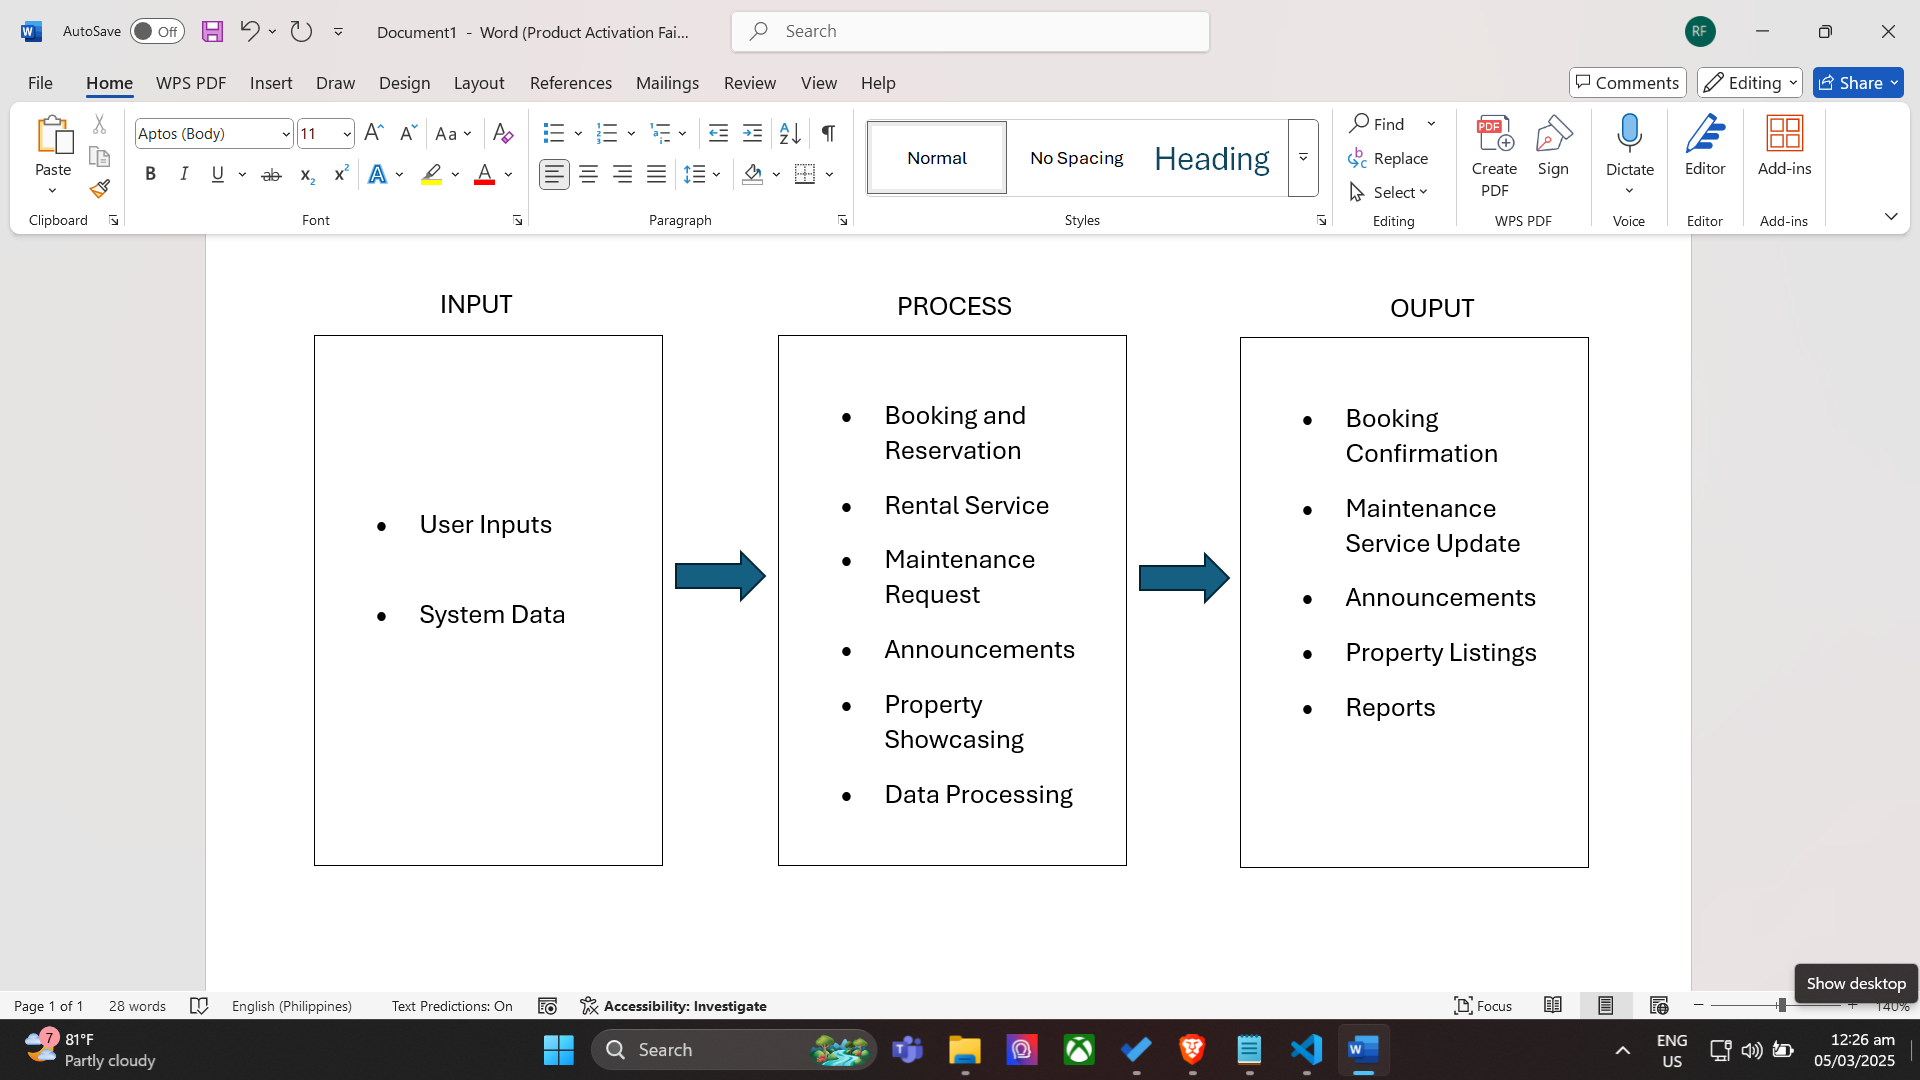 AutoSave Off Document1 - Word (Product Activation Fai... Search RF
File Home WPS PDF Insert Draw Design Layout References Mailings Review View Help Comments Editing Share
Paste
Clipboard
Aptos (Body) 11
Font
Paragraph
Normal No Spacing Heading
Styles
Find
Replace
Select
Editing
Create PDF
Sign
WPS PDF
Dictate
Voice
Editor
Editor
Add-ins
Add-ins
INPUT
User Inputs
System Data
PROCESS
Booking and
Reservation
Rental Service
Maintenance
Request
Announcements
Property
Showcasing
Data Processing
OUPUT
Booking
Confirmation
Maintenance
Service Update
Announcements
Property Listings
Reports
Show desktop
Page 1 of 1 28 words English (Philippines) Text Predictions: On Accessibility: Investigate Focus 140%
7 81°F
Partly cloudy
Search
ENG
US
12:26 am
05/03/2025